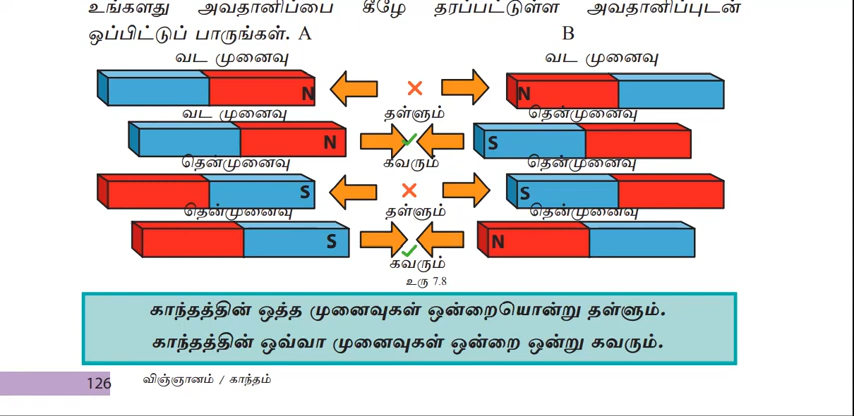 உங்களது அவதானிப்பை கீழே தரப்பட்டுள்ள அவதானிப்புடன்
ஒப்பிட்டுப் பாருங்கள். A B
வட முனைவு வட முனைவு
N N
வட முனைவு தள்ளும் தென்முனைவு
N S
தென்முனைவு கவரும் தென்முனைவு
S S
தென்முனைவு தள்ளும் தென்முனைவு
S N
கவரும்
உரு 7.8
காந்தத்தின் ஒத்த முனைவுகள் ஒன்றையொன்று தள்ளும்.
காந்தத்தின் ஒவ்வா முனைவுகள் ஒன்றை ஒன்று கவரும்.
126 விஞ்ஞானம் / காந்தம்